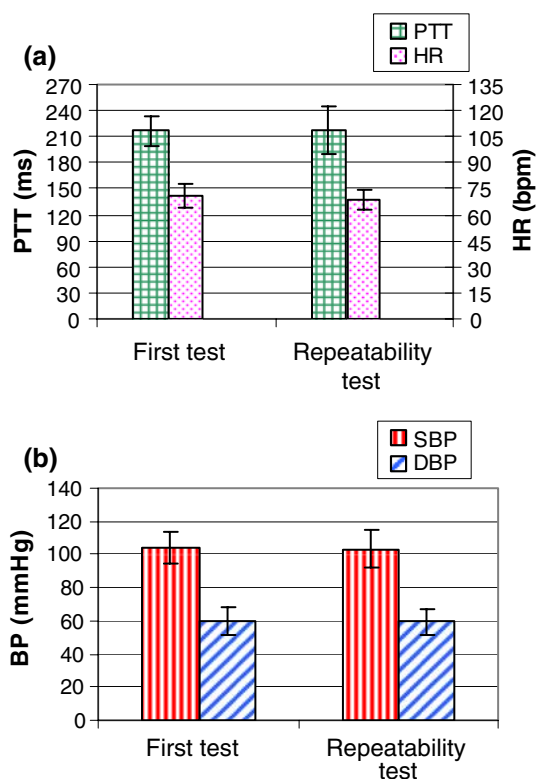 (a)
PTT
HR
PTT (ms)
270
240
210
180
150
120
90
60
30
0
HR (bpm)
135
120
105
90
75
60
45
30
15
0
First test
Repeatability
test
(b)
SBP
DBP
BP (mmHg)
140
120
100
80
60
40
20
0
First test
Repeatability
test